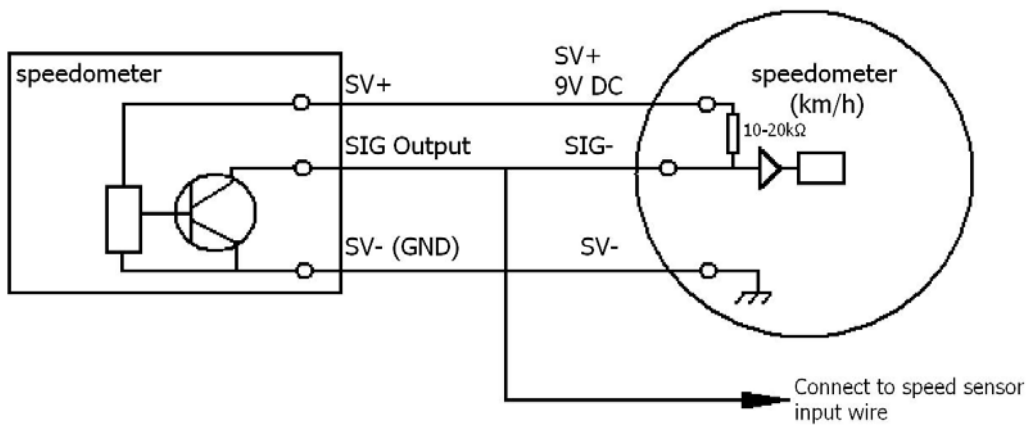 speedometer
SV+
SIG Output
SV- (GND)
SV+
9V DC
SIG-
SV-
speedometer
(km/h)
10-20kΩ
Connect to speed sensor
input wire